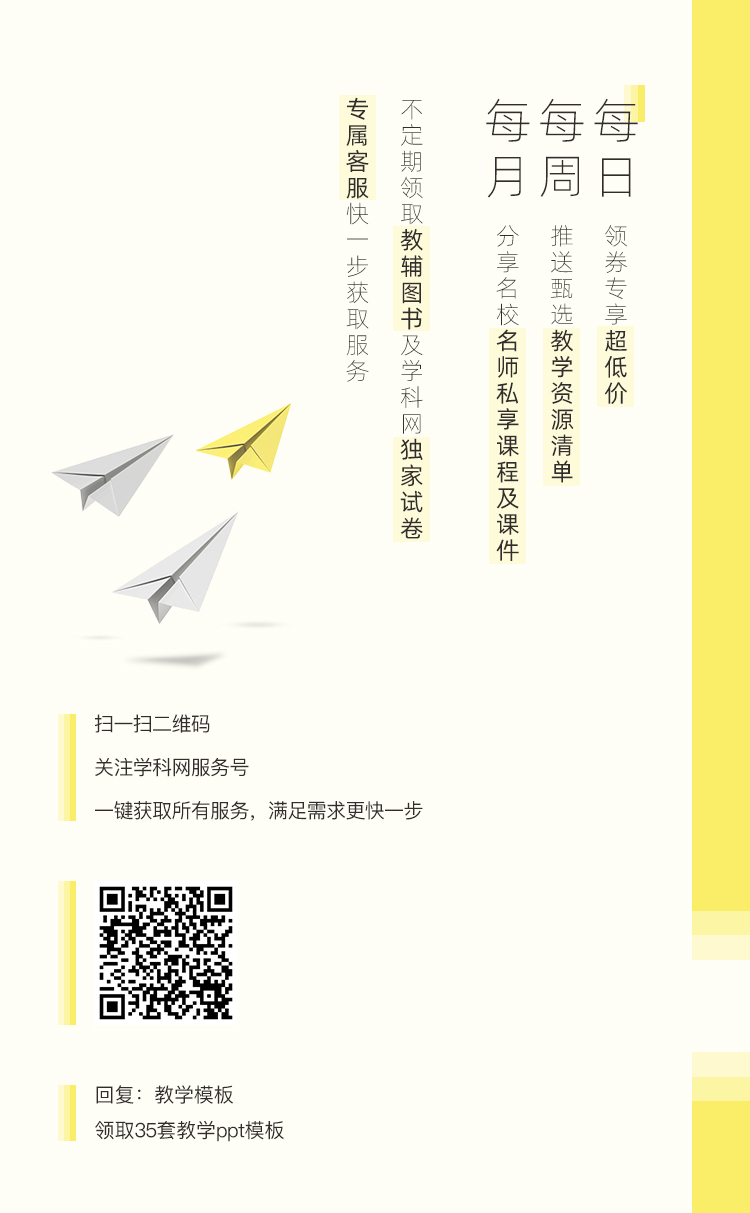 每日 领券专享超低价
每周 推送甄选教学资源清单
每月 分享名校名师私享课程及课件
不定期领取教辅图书及学科网独家试卷
专属客服快一步获取服务
扫一扫二维码
关注学科网服务号
一键获取所有服务，满足需求更快一步
回复：教学模板
领取35套教学ppt模板